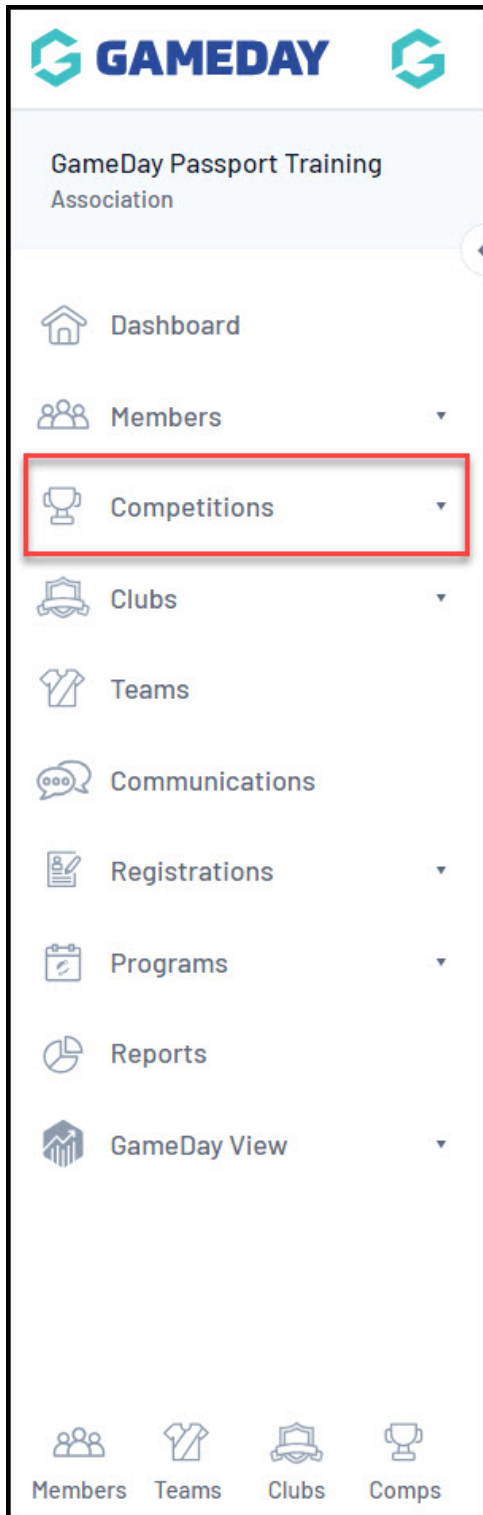 GAMEDAY
GameDay Passport Training
Association
Dashboard
Members
Competitions
Clubs
Teams
Communications
Registrations
Programs
Reports
GameDay View
Members Teams Clubs Comps